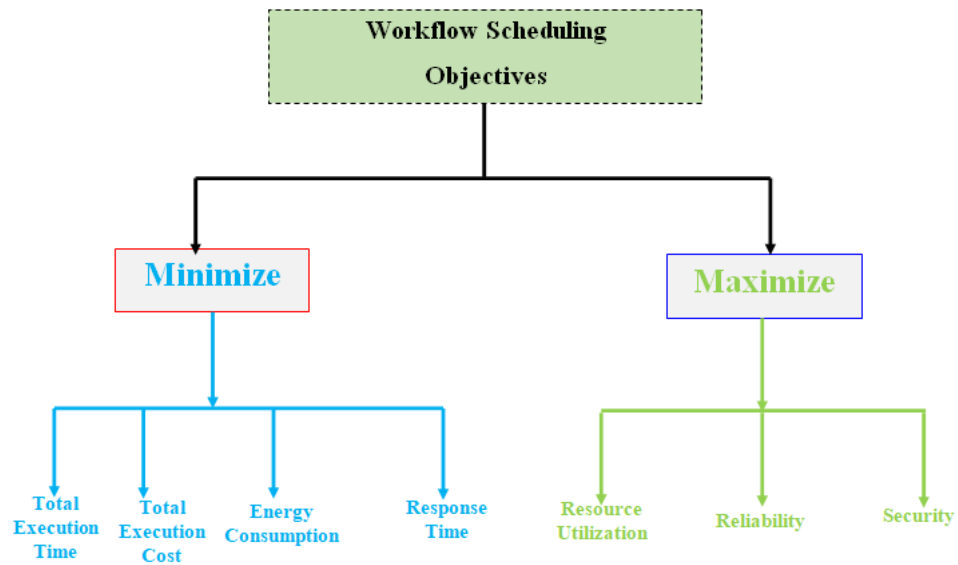 Workflow Scheduling
Objectives
Minimize
Maximize
Total
Execution
Time
Total
Execution
Cost
Energy
Consumption
Response
Time
Resource
Utilization
Reliability
Security